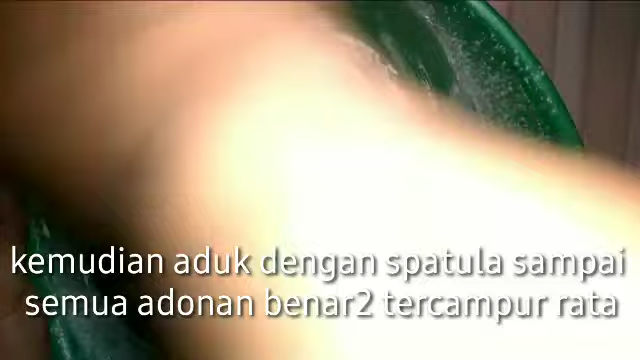 kemudian aduk dengan spatula sampai
semua adonan benar2 tercampur rata